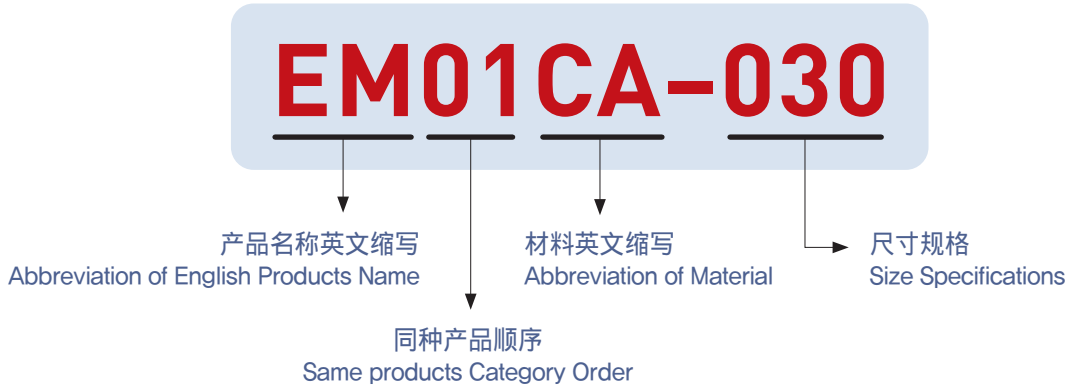 EM01CA-030
产品名称英文缩写
Abbreviation of English Products Name
材料英文缩写
Abbreviation of Material
尺寸规格
Size Specifications
同种产品顺序
Same products Category Order